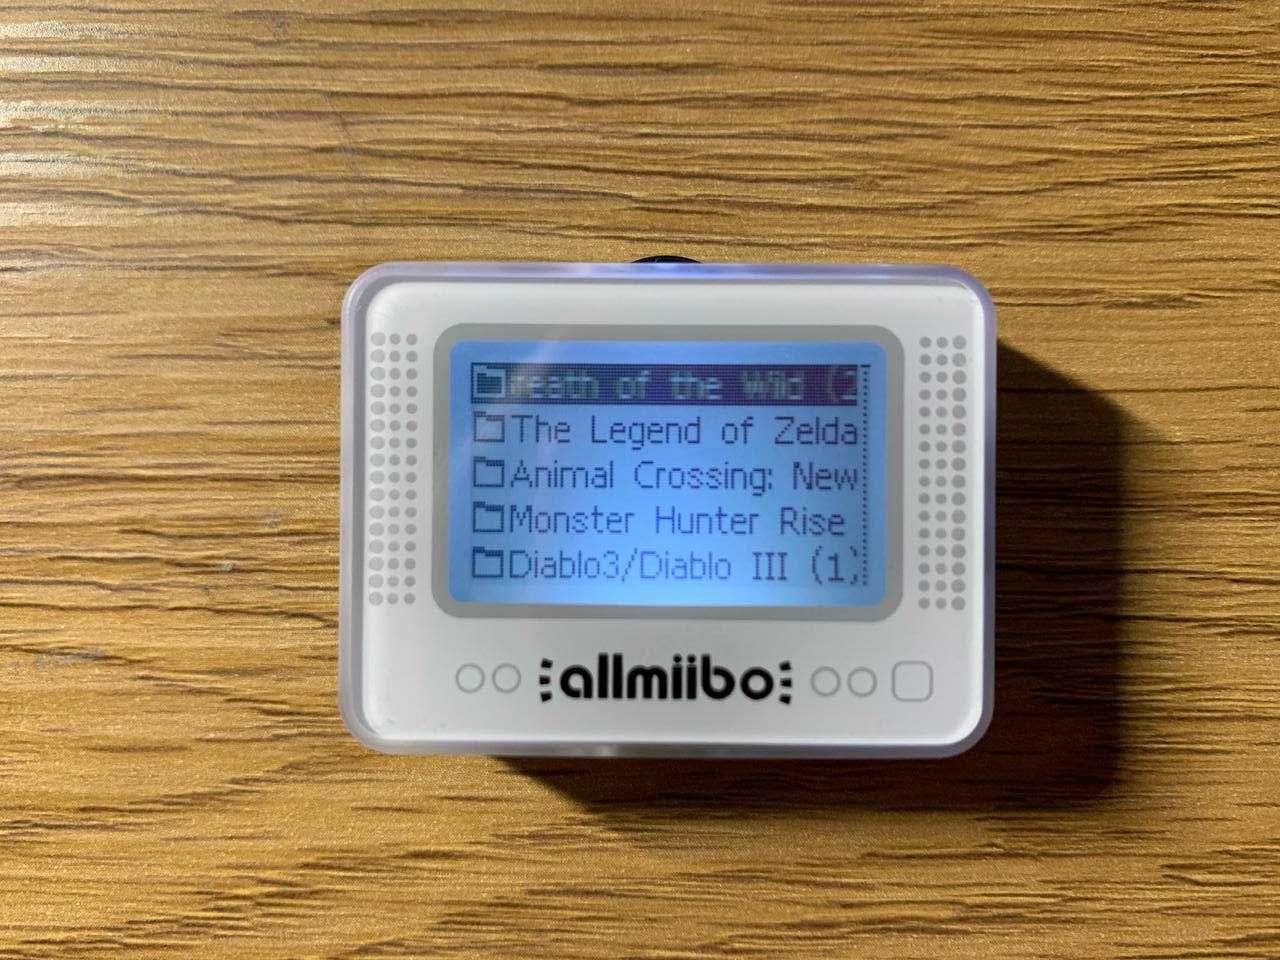 reath of the Wild (2
The Legend of Zelda
Animal Crossing: New
Monster Hunter Rise
Diablo3/Diablo III (1)
allmiibo